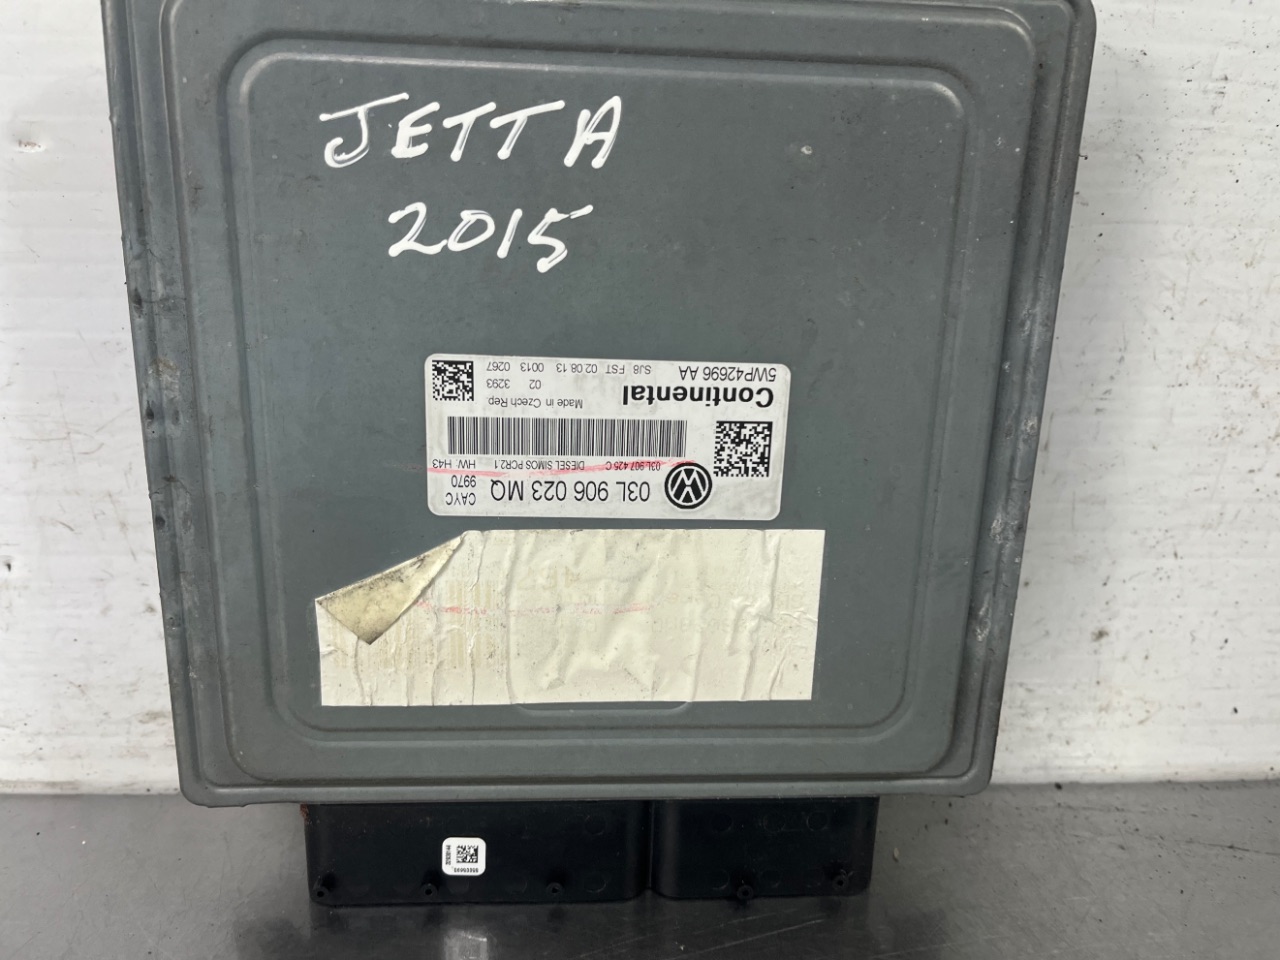 JETTA
2015
03L 906 023 MQ
CAYC
9970
03L 907 425 C DIESEL SIMOS PCR2.1 HW H43
Continental
Made in Czech Rep.
02 3293
5WP42696 AA
SJ8 FST 02.08.13 0013 0267